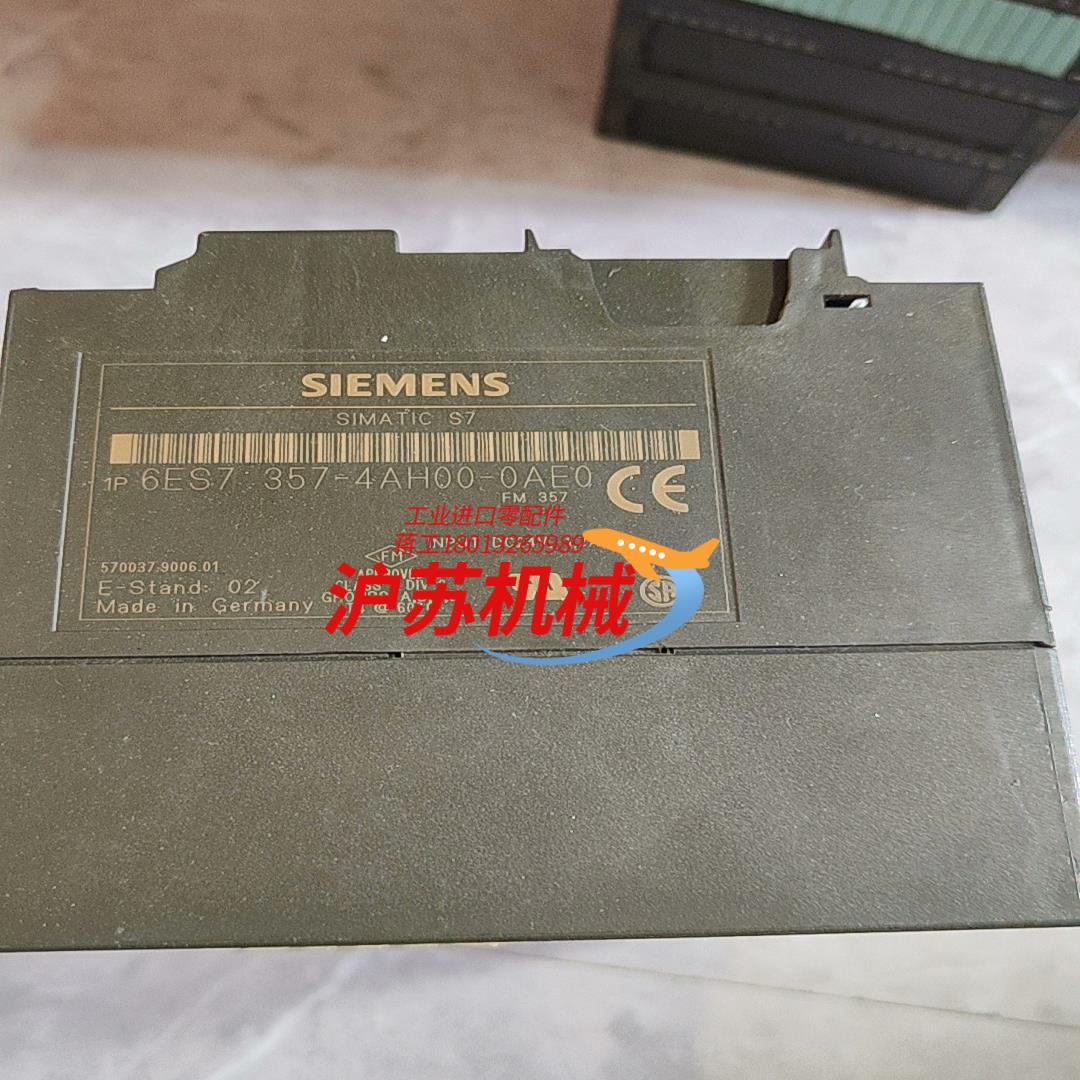 SIEMENS
SIMATIC S7
1P 6ES7 357-4AH00-0AE0
FM 357
CE
工业进口零配件
蒋工18013265989
FM
570037.9006.01
E-Stand: 02
Made in Germany
沪苏机械